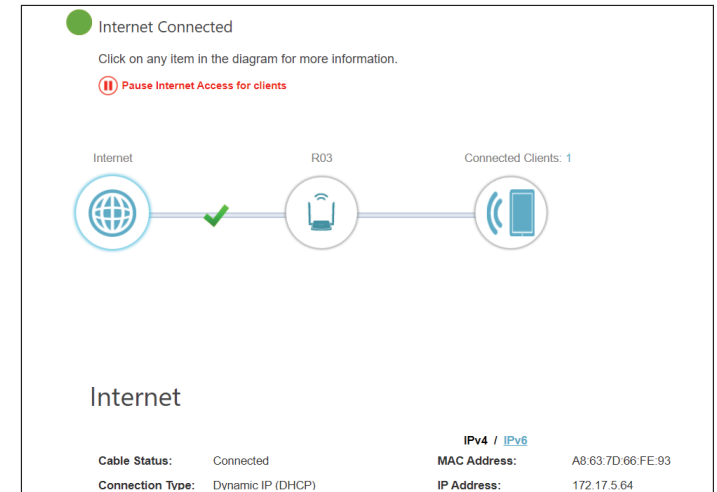 Internet Connected
Click on any item in the diagram for more information.
Pause Internet Access for clients
Internet R03 Connected Clients: 1
Internet
IPv4 / IPv6
Cable Status: Connected MAC Address: A8:63:7D:66:FE:93
Connection Type: Dynamic IP (DHCP) IP Address: 172.17.5.64